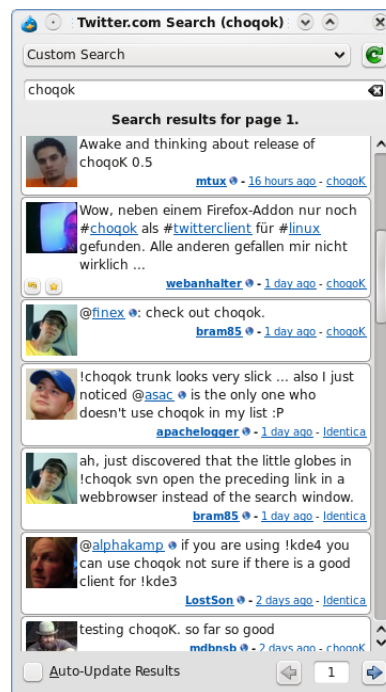 Twitter.com Search (choqok)
Custom Search
choqok
Search results for page 1.
Awake and thinking about release of
choqoK 0.5
mtux - 16 hours ago - choqoK
Wow, neben einem Firefox-Addon nur noch
#choqok als #twitterclient für #linux
gefunden. Alle anderen gefallen mir nicht
wirklich ...
webanhalter - 1 day ago - choqoK
@finex : check out choqok.
bram85 - 1 day ago - choqoK
!choqok trunk looks very slick ... also I just
noticed @asac is the only one who
doesn't use choqok in my list :P
apachelogger - 1 day ago - Identica
ah, just discovered that the little globes in
!choqok svn open the preceding link in a
webbrowser instead of the search window.
bram85 - 1 day ago - Identica
@alphakamp if you are using !kde4 you
can use choqok not sure if there is a good
client for !kde3
LostSon - 2 days ago - Identica
testing choqoK. so far so good
mdbnsb - 2 days ago - choqoK
Auto-Update Results
1